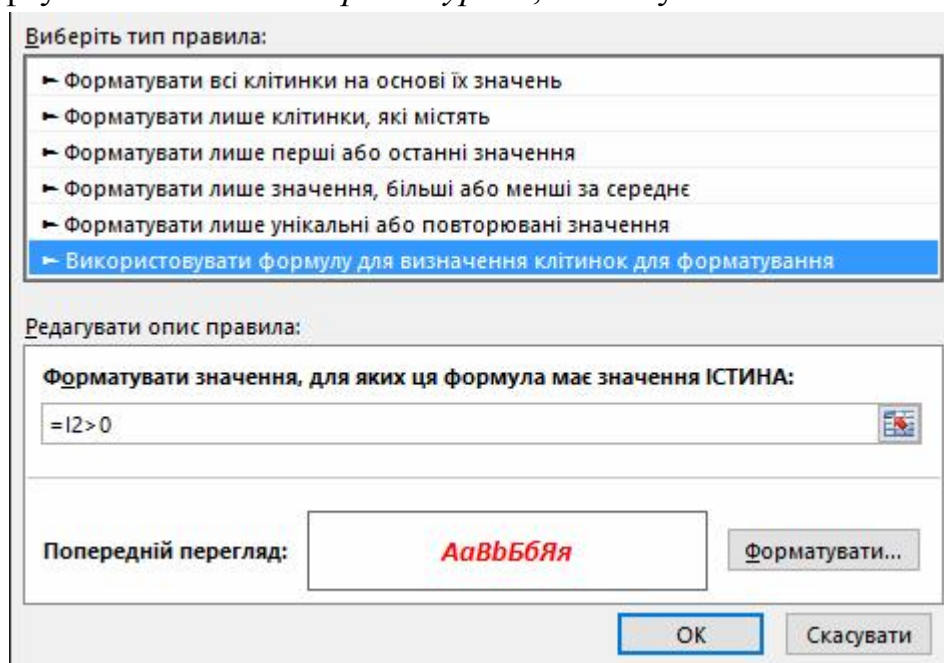 Виберіть тип правила:
► Форматувати всі клітинки на основі їх значень
► Форматувати лише клітинки, які містять
► Форматувати лише перші або останні значення
► Форматувати лише значення, більші або менші за середнє
► Форматувати лише унікальні або повторювані значення
► Використовувати формулу для визначення клітинок для форматування
Редагувати опис правила:
Форматувати значення, для яких ця формула має значення ІСТИНА:
=I2>0
Попередній перегляд:
АаВbБбЯя
Форматувати...
ОК
Скасувати